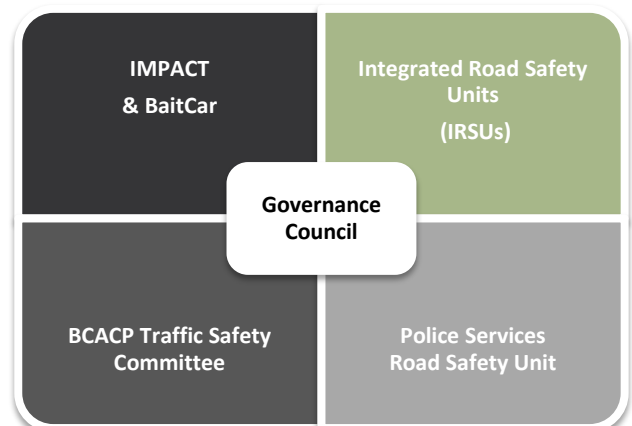 IMPACT
& BaitCar
Integrated Road Safety
Units
(IRSUs)
Governance
Council
BCACP Traffic Safety
Committee
Police Services
Road Safety Unit